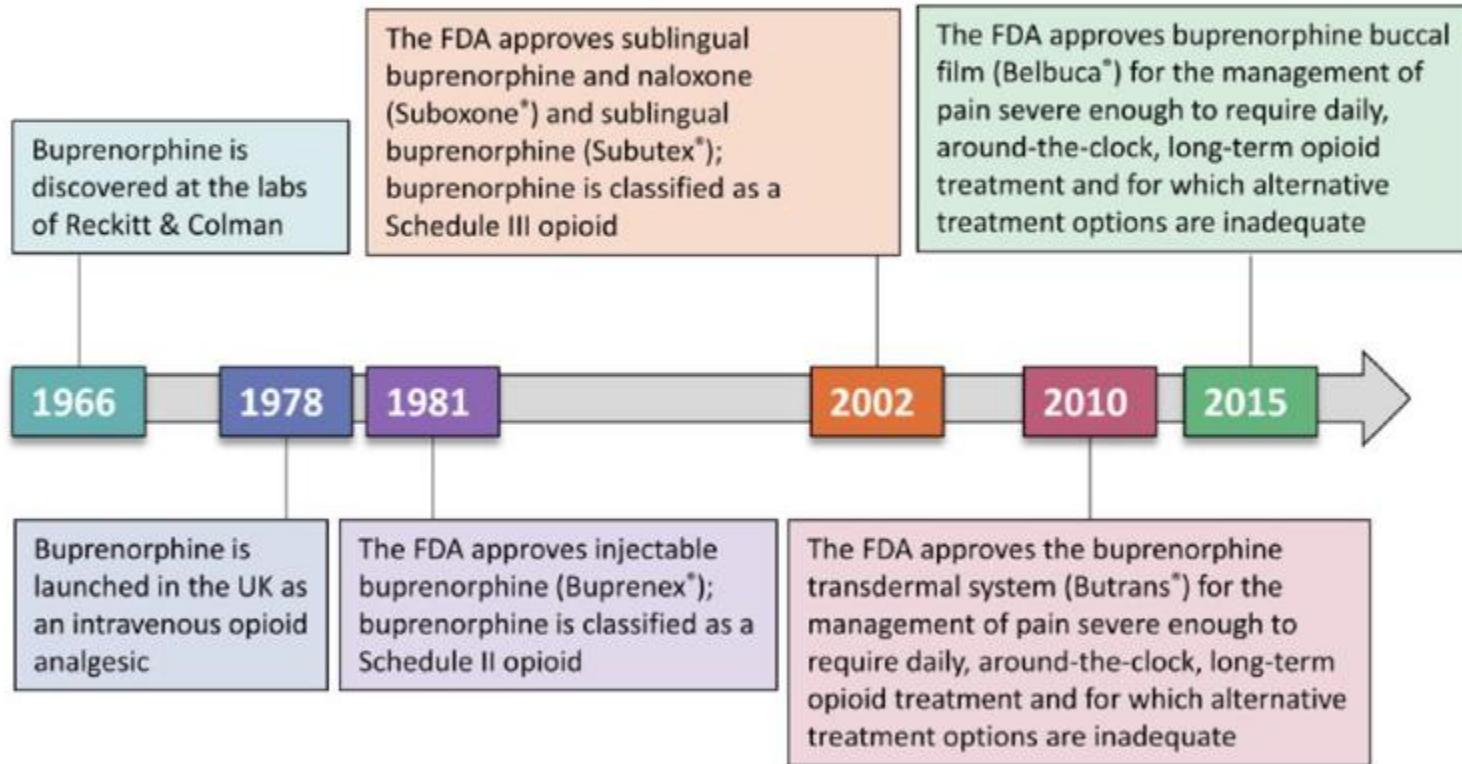 The FDA approves sublingual
buprenorphine and naloxone
(Suboxone®) and sublingual
buprenorphine (Subutex®);
buprenorphine is classified as a
Schedule III opioid
The FDA approves buprenorphine buccal
film (Belbuca®) for the management of
pain severe enough to require daily,
around-the-clock, long-term opioid
treatment and for which alternative
treatment options are inadequate
Buprenorphine is
discovered at the labs
of Reckitt & Colman
1966
1978
1981
2002
2010
2015
Buprenorphine is
launched in the UK as
an intravenous opioid
analgesic
The FDA approves injectable
buprenorphine (Buprenex®);
buprenorphine is classified as a
Schedule II opioid
The FDA approves the buprenorphine
transdermal system (Butrans®) for the
management of pain severe enough to
require daily, around-the-clock, long-term
opioid treatment and for which alternative
treatment options are inadequate